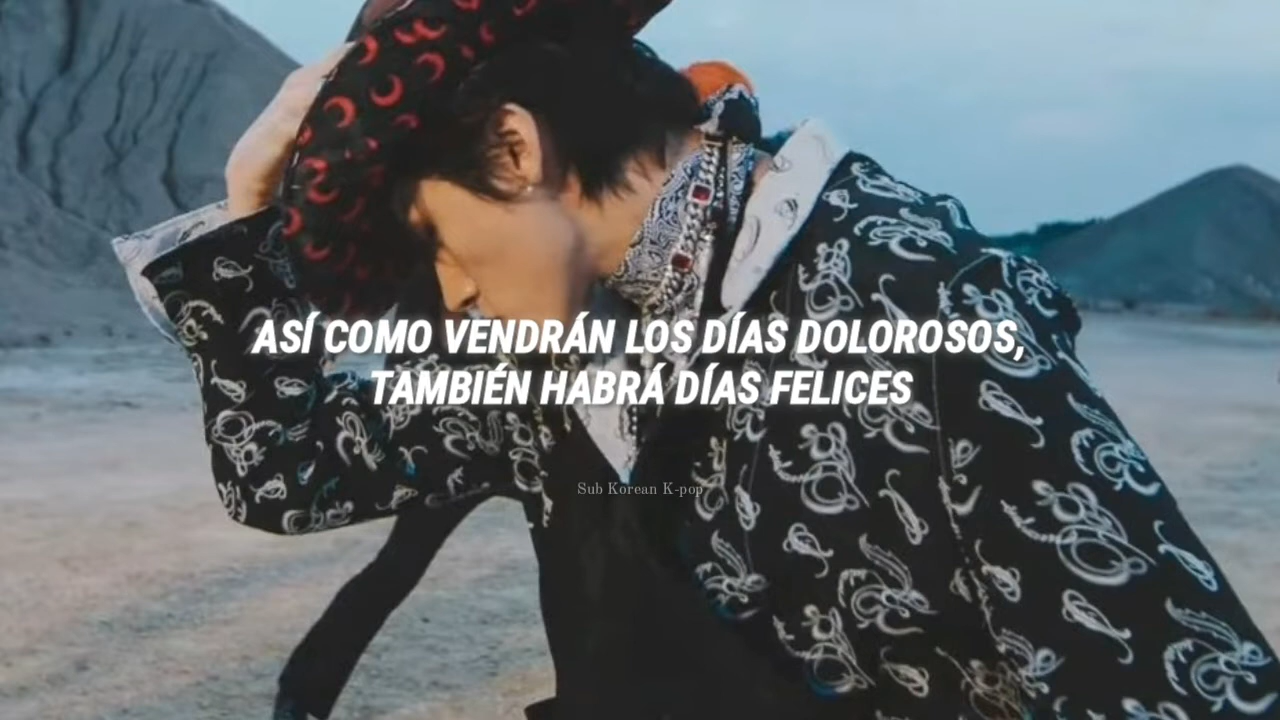 ASÍ COMO VENDRÁN LOS DÍAS DOLOROSOS,
TAMBIÉN HABRÁ DÍAS FELICES
Sub Korean K-pop